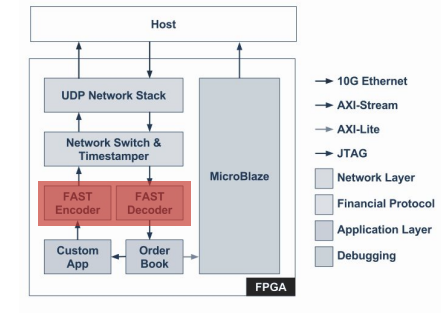 Host
UDP Network Stack
Network Switch &
Timestamper
FAST
Encoder
FAST
Decoder
Custom
App
Order
Book
MicroBlaze
FPGA
10G Ethernet
AXI-Stream
AXI-Lite
JTAG
Network Layer
Financial Protocol
Application Layer
Debugging